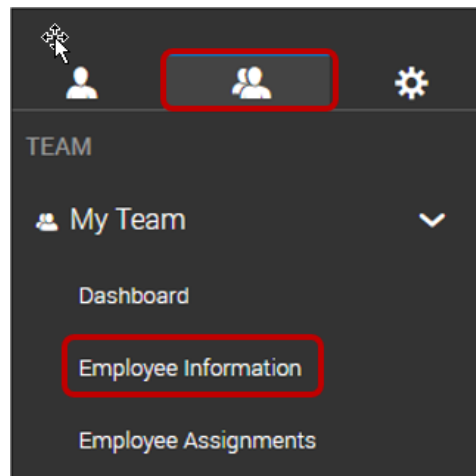 TEAM
My Team
Dashboard
Employee Information
Employee Assignments